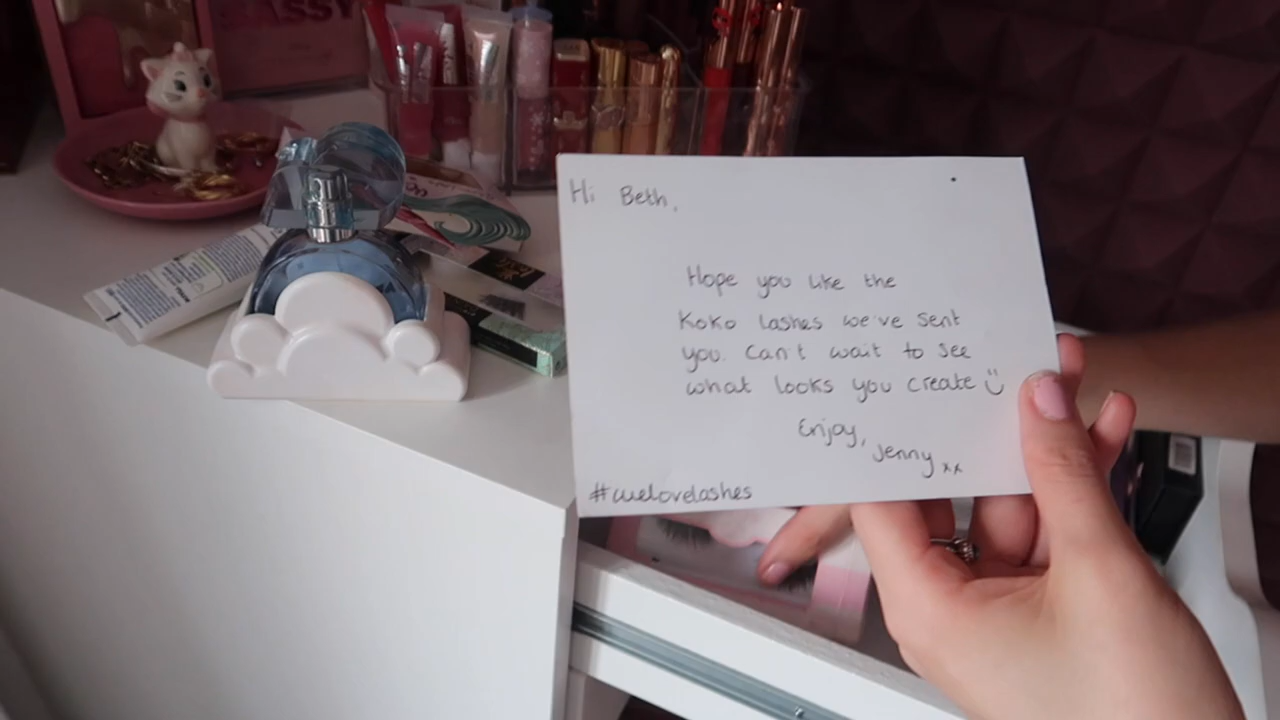 SASSY
Hi Beth,
Hope you like the
Koko lashes we've sent
you. Can't wait to see
what looks you create
Enjoy,
Jenny xx
#welovelashes